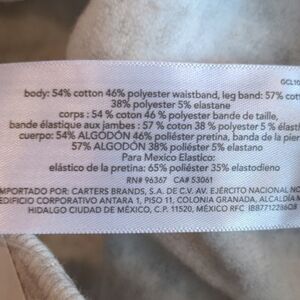 GCL10
body: 54% cotton 46% polyester waistband, leg band: 57% cott
38% polyester 5% elastane
corps : 54 % coton 46 % polyester bande de taille,
bande élastique aux jambes : 57 % coton 38 % polyester 5 % élasth
cuerpo: 54% ALGODÓN 46% poliéster pretina, banda de la pier
57% ALGODÓN 38% poliéster 5% elastano
Para Mexico Elastico:
elástico de la pretina: 65% poliéster 35% elastodieno
RN# 96367 CA# 53061
IMPORTADO POR: CARTERS BRANDS, S.A. DE C.V. AV. EJÉRCITO NACIONAL NO
EDIFICIO CORPORATIVO ANTARA 1, PISO 11, COLONIA GRANADA, ALCALDÍA M
HIDALGO CIUDAD DE MÉXICO, C.P. 11520, MÉXICO RFC